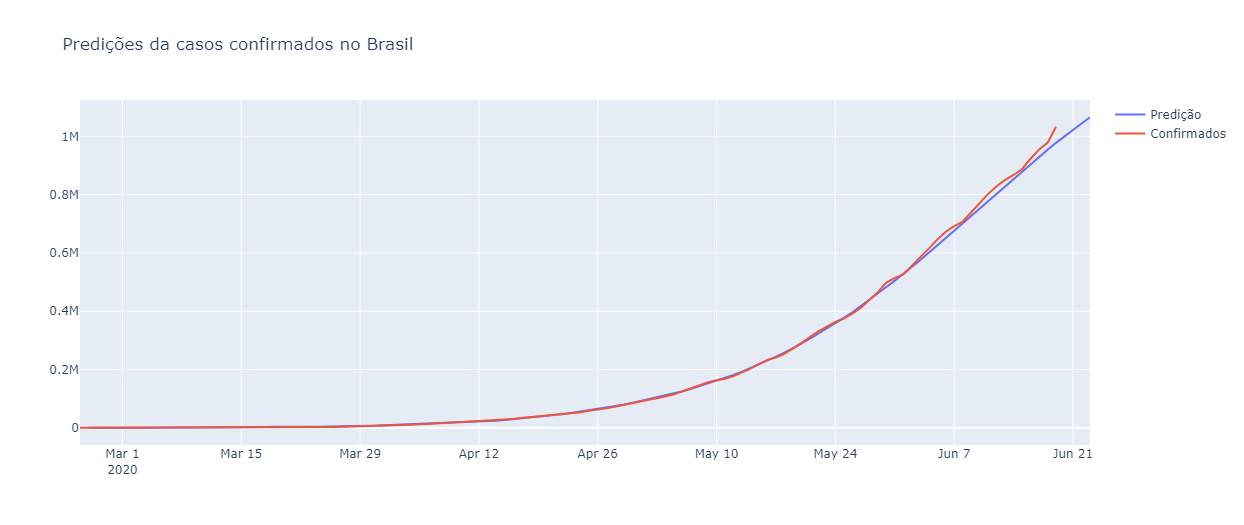 Predições da casos confirmados no Brasil
Predição
Confirmados
1M
0.8M
0.6M
0.4M
0.2M
0
Mar 1
2020
Mar 15
Mar 29
Apr 12
Apr 26
May 10
May 24
Jun 7
Jun 21